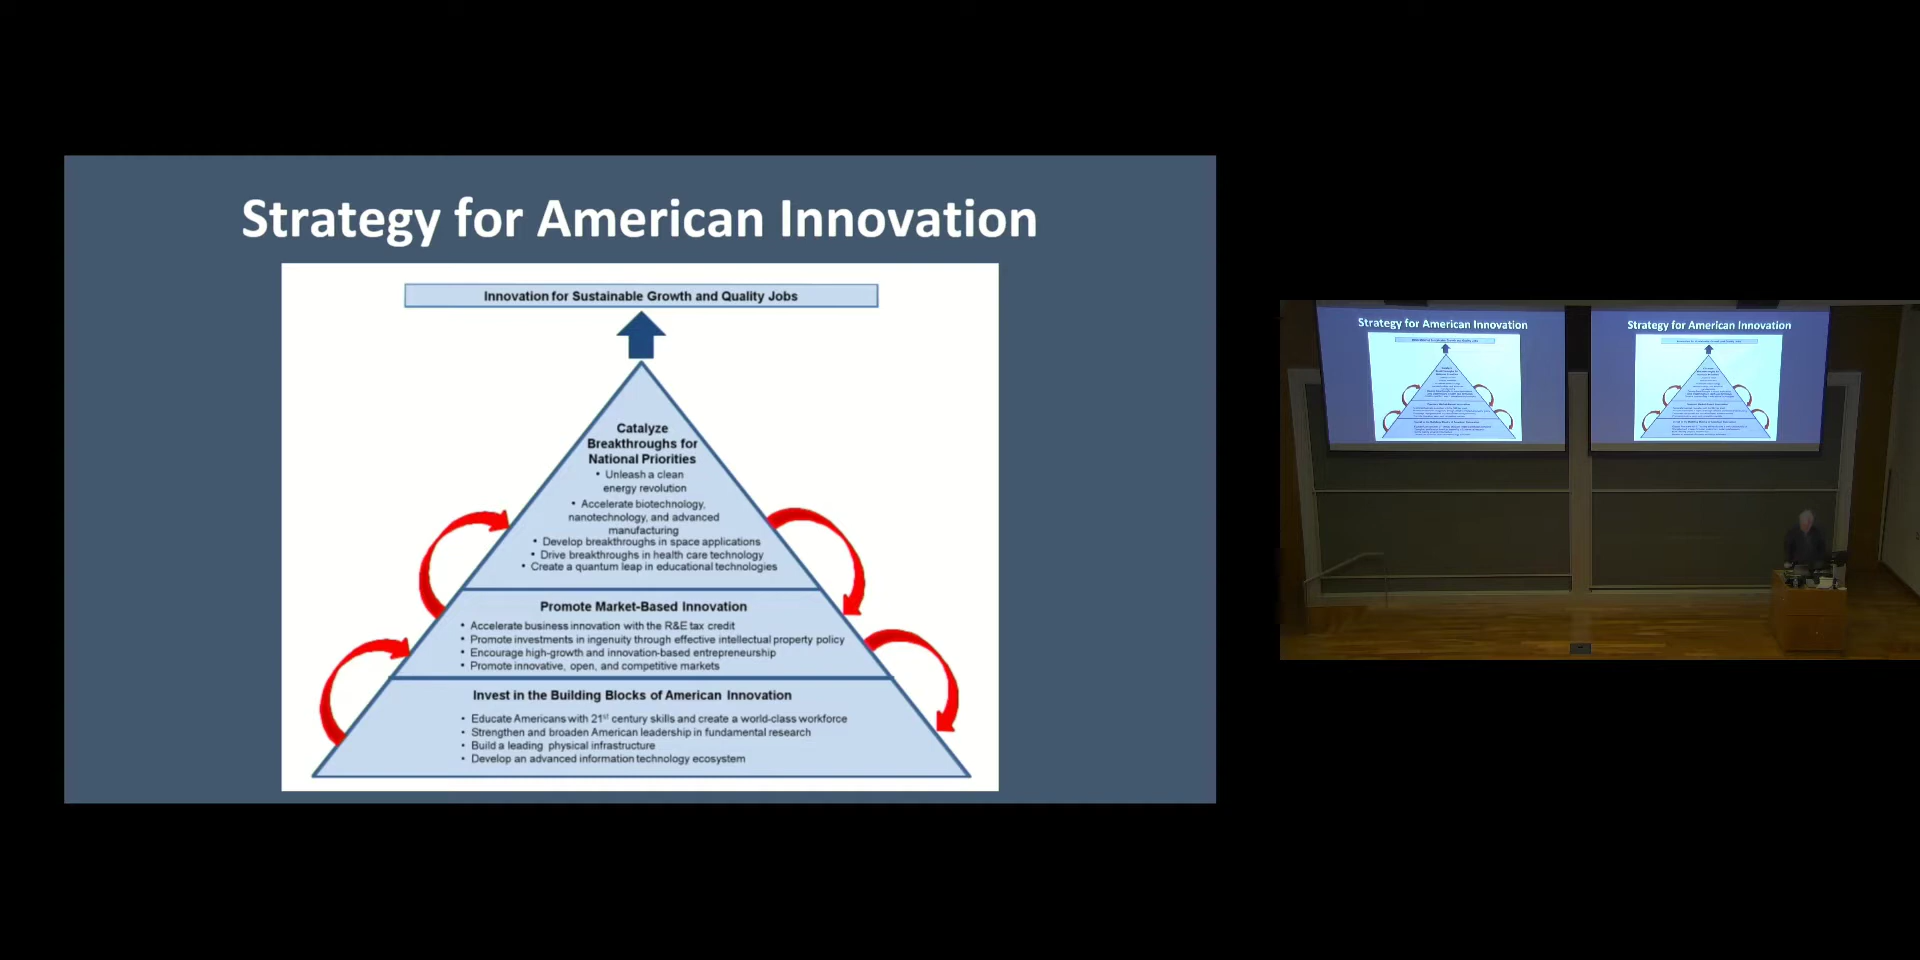 Strategy for American Innovation
Innovation for Sustainable Growth and Quality Jobs
Catalyze
Breakthroughs for
National Priorities
• Unleash a clean
energy revolution
• Accelerate biotechnology,
nanotechnology, and advanced
manufacturing
• Develop breakthroughs in space applications
• Drive breakthroughs in health care technology
• Create a quantum leap in educational technologies
Promote Market-Based Innovation
• Accelerate business innovation with the R&E tax credit
• Promote investments in ingenuity through effective intellectual property policy
• Encourage high-growth and innovation-based entrepreneurship
• Promote innovative, open, and competitive markets
Invest in the Building Blocks of American Innovation
• Educate Americans with 21st century skills and create a world-class workforce
• Strengthen and broaden American leadership in fundamental research
• Build a leading physical infrastructure
• Develop an advanced information technology ecosystem
Strategy for American Innovation
Strategy for American Innovation